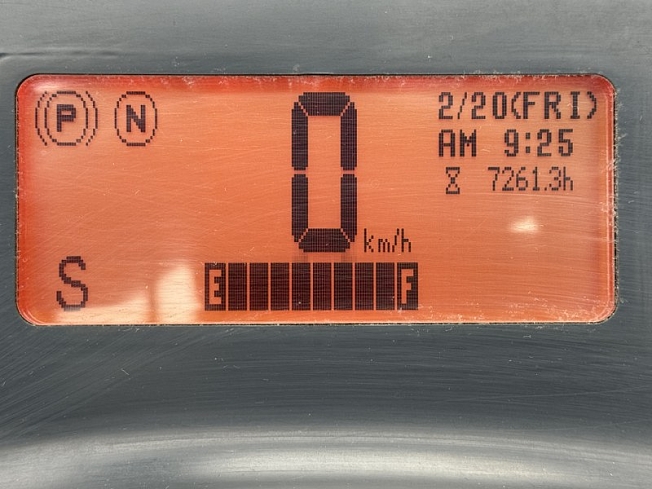 P N
0 km/h
2/20(FRI)
AM 9:25
7261.3h
S
E F